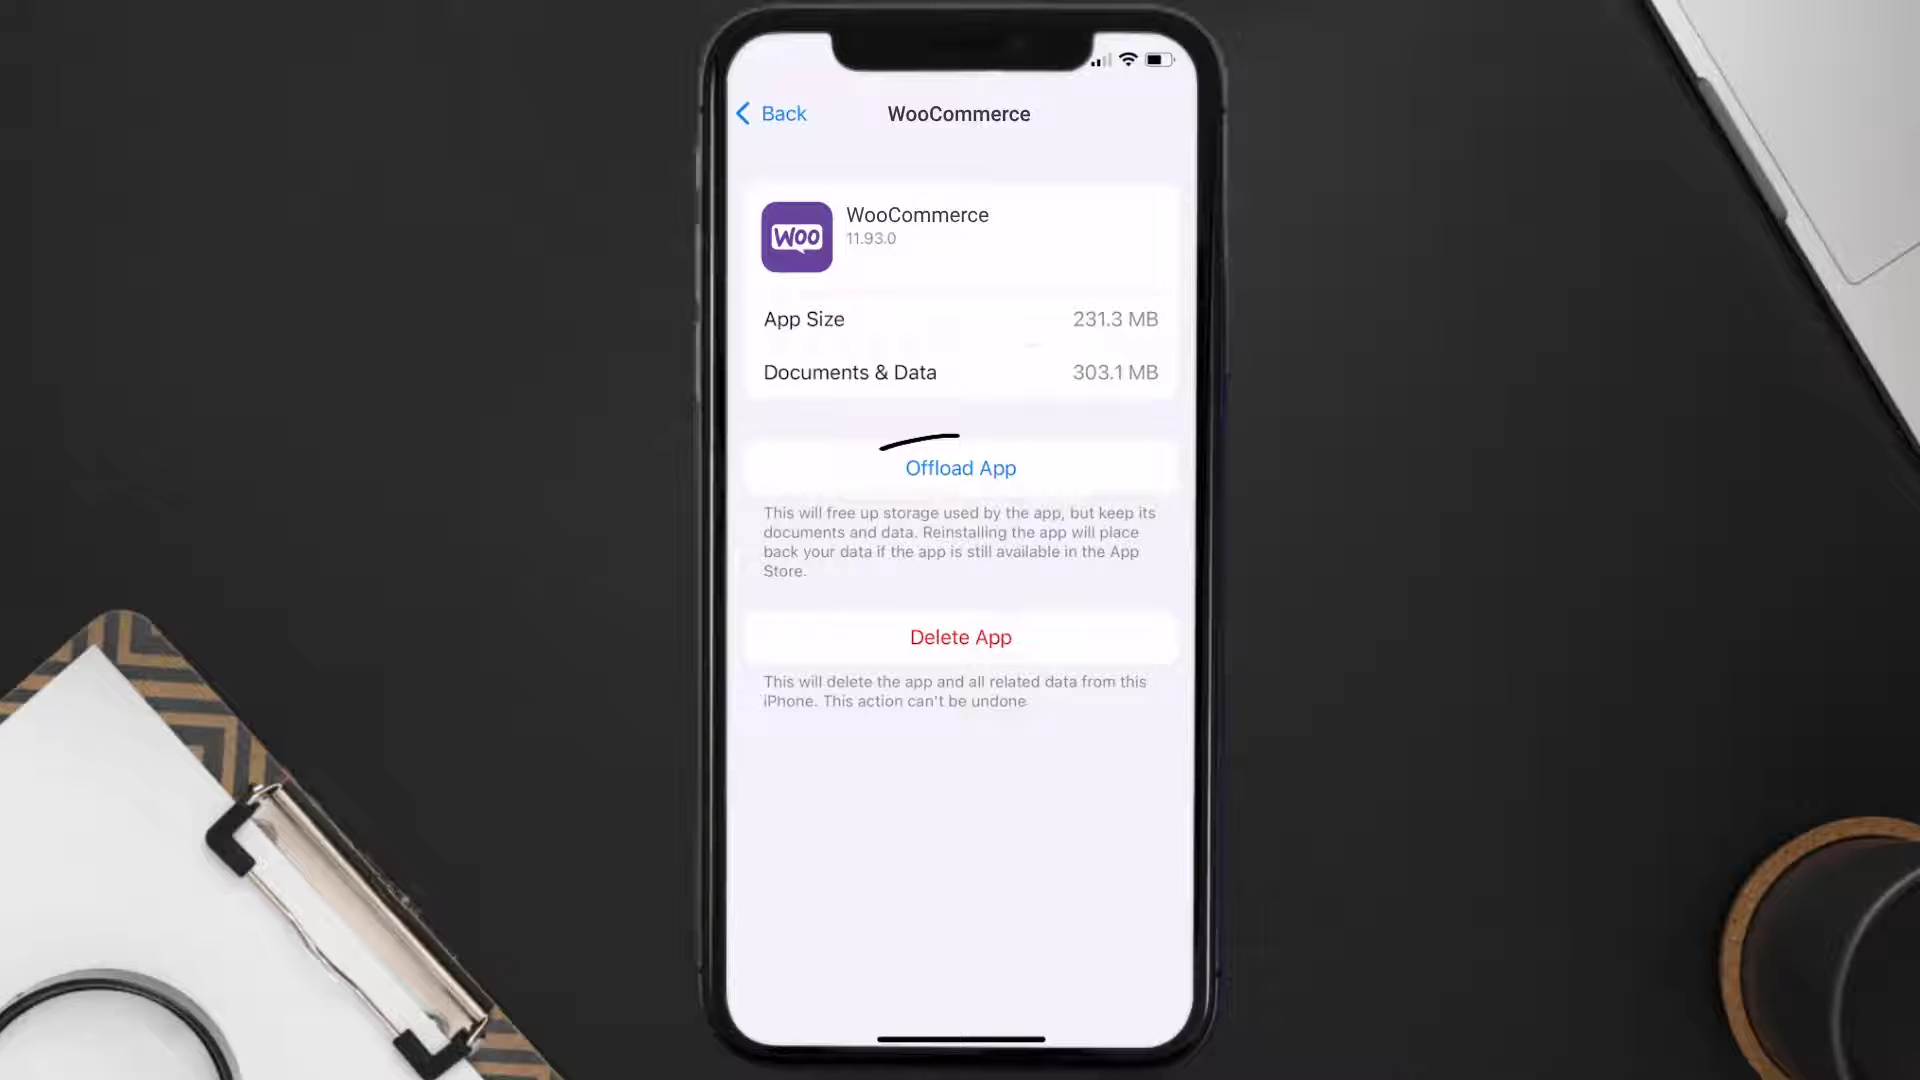 Back
WooCommerce
Woo
WooCommerce
11.93.0
App Size
231.3 MB
Documents & Data
303.1 MB
Offload App
This will free up storage used by the app, but keep its
documents and data. Reinstalling the app will place
back your data if the app is still available in the App
Store.
Delete App
This will delete the app and all related data from this
iPhone. This action can't be undone